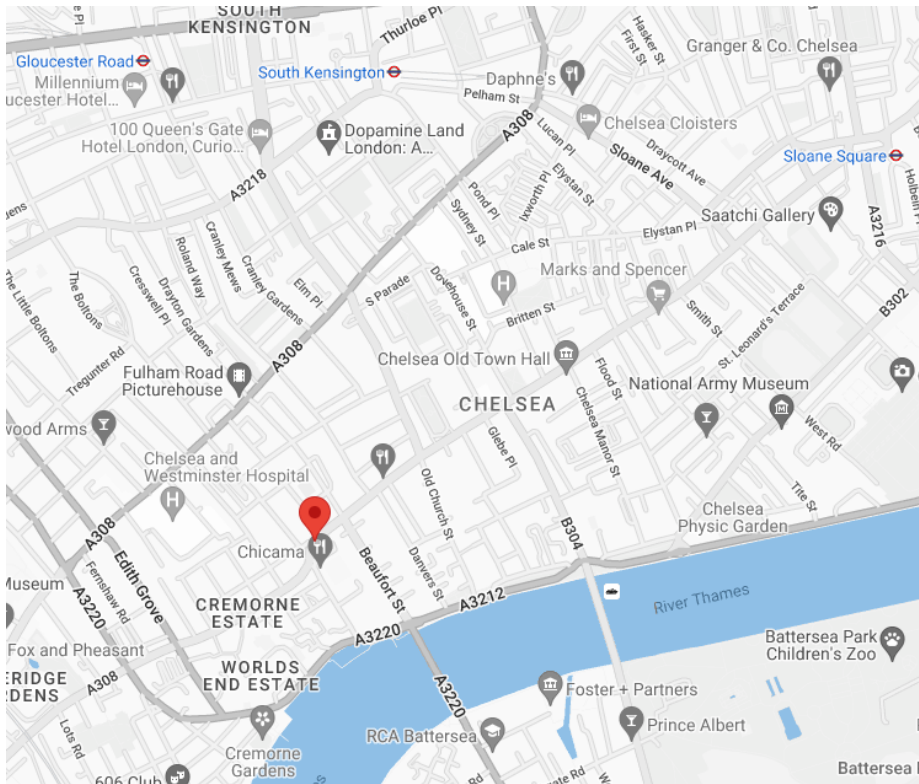 SOUTH
KENSINGTON
Thurloe Pl
Hasker St
First St
Granger & Co. Chelsea
Gloucester Road
South Kensington
Daphne's
Millennium
ucester Hotel...
Pelham St
A308
Lucan Pl
Chelsea Cloisters
100 Queen's Gate
Hotel London, Curio...
Dopamine Land
London: A...
Sloane Ave
Draycott Ave
Sloane Square
Holbein Pl
A3218
Pond Pl
Ixworth Pl
Elystan St
Sydney St
Elystan Pl
Saatchi Gallery
A3216
Cale St
Roland Way
Cranley Mews
Cranley Gardens
Cresswell Pl
Drayton Gardens
Elm Pl
The Little Boltons
The Boltons
S Parade
Dovehouse St
Marks and Spencer
Britten St
Smith St
St. Leonard's Terrace
B302
A308
Tregunter Rd
Fulham Road
Picturehouse
Chelsea Old Town Hall
Flood St
National Army Museum
CHELSEA
Chelsea Manor St
wood Arms
Glebe Pl
West Rd
Chelsea and
Westminster Hospital
Old Church St
Tite St
Chelsea
Physic Garden
A308
B304
Chicama
Edith Grove
Beaufort St
Danvers St
Museum
Fernshaw Rd
A3220
CREMORNE
ESTATE
A3212
River Thames
A3220
Fox and Pheasant
Battersea Park
Children's Zoo
ERIDGE
DENS
A308
WORLDS
END ESTATE
A3220
Foster + Partners
Lots Rd
RCA Battersea
Prince Albert
Cremorne
Gardens
Battersea
606 Club